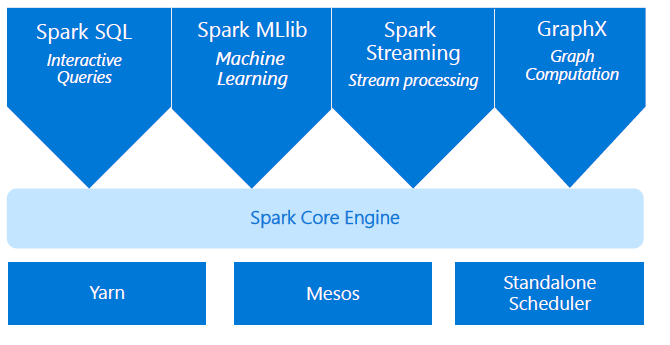 Spark SQL
Interactive
Queries
Spark MLlib
Machine
Learning
Spark
Streaming
Stream processing
GraphX
Graph
Computation
Spark Core Engine
Yarn
Mesos
Standalone
Scheduler